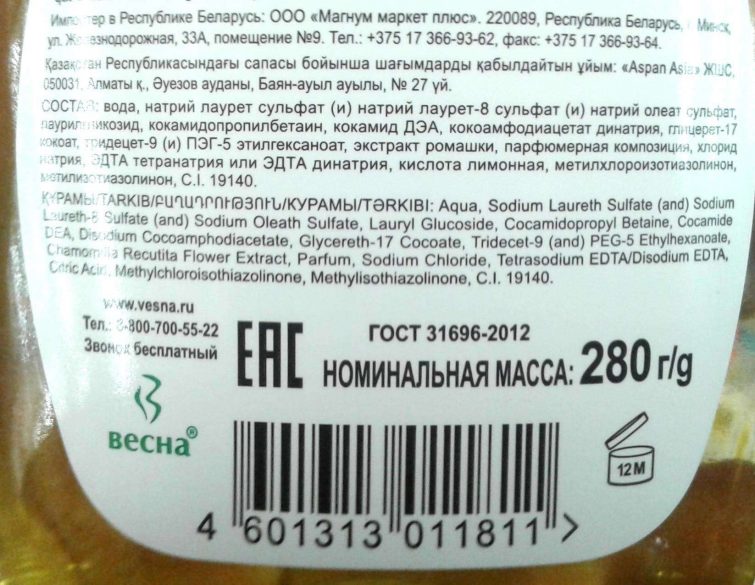 Импортер в Республике Беларусь: ООО «Магнум маркет плюс». 220089, Республика Беларусь, г. Минск,
ул. Железнодорожная, 33А, помещение №9. Тел.: +375 17 366-93-62, факс: +375 17 366-93-64.
Қазақстан Республикасындағы сапасы бойынша шағымдарды қабылдайтын ұйым: «Aspan Asia» ЖШС,
050031, Алматы қ., Әуезов ауданы, Баян-ауыл ауылы, № 27 үй.
СОСТАВ: вода, натрий лаурет сульфат (и) натрий лаурет-8 сульфат (и) натрий олеат сульфат,
лаурилгликозид, кокамидопропилбетаин, кокамид ДЭА, кокоамфодиацетат динатрия, глицерет-17
кокоат, тридецет-9 (и) ПЭГ-5 этилгексаноат, экстракт ромашки, парфюмерная композиция, хлорид
натрия, ЭДТА тетранатрия или ЭДТА динатрия, кислота лимонная, метилхлороизотиазолинон,
метилизотиазолинон, C.I. 19140.
ҚҰРАМЫ/TARKIB/ԲԱՂԱԴՐՈՒԹՅՈՒՆ/КУРАМЫ/TƏRKIBI: Aqua, Sodium Laureth Sulfate (and) Sodium
Laureth-8 Sulfate (and) Sodium Oleath Sulfate, Lauryl Glucoside, Cocamidopropyl Betaine, Cocamide
DEA, Disodium Cocoamphodiacetate, Glycereth-17 Cocoate, Tridecet-9 (and) PEG-5 Ethylhexanoate,
Chamomilla Recutita Flower Extract, Parfum, Sodium Chloride, Tetrasodium EDTA/Disodium EDTA,
Citric Acid, Methylchloroisothiazolinone, Methylisothiazolinone, C.I. 19140.
www.vesna.ru
Тел.: 8-800-700-55-22
Звонок бесплатный
весна®
EAC
ГОСТ 31696-2012
НОМИНАЛЬНАЯ МАССА: 280 г/g
12M
4 601313 011811 >